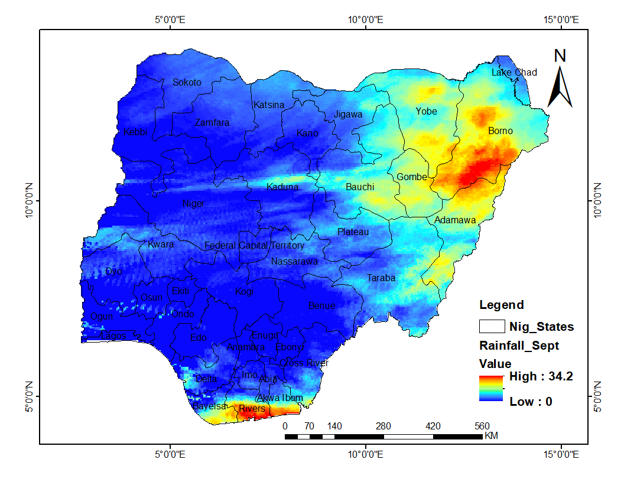 5°0'0"E 10°0'0"E 15°0'0"E
N
Lake Chad
Sokoto
Katsina
Jigawa
Yobe
Zamfara
Borno
Kebbi
Kano
10°0'0"N 10°0'0"N
Kaduna
Bauchi
Gombe
Niger
Adamawa
Plateau
Kwara
Federal Capital Territory
Nassarawa
Oyo
Taraba
Ekiti
Kogi
Osun
Benue
Ogun
Ondo
Lagos
Edo
Enugu
Anambra
Ebonyi
Cross River
Imo
Abia
Delta
Akwa Ibom
Bayelsa
Rivers
5°0'0"N 5°0'0"N
Legend
Nig_States
Rainfall_Sept
Value
High : 34.2
Low : 0
0 70 140 280 420 560
KM
5°0'0"E 10°0'0"E 15°0'0"E